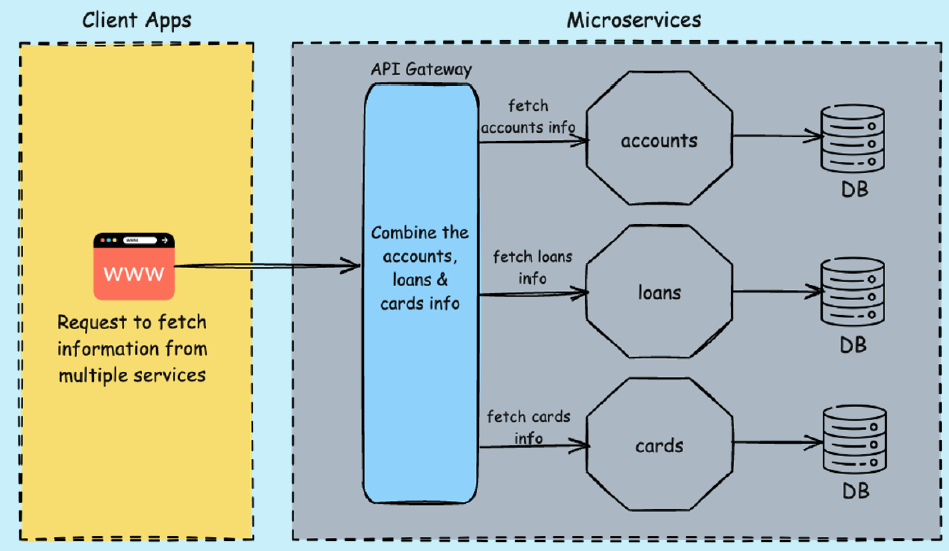 Client Apps
Microservices
API Gateway
www
www
Request to fetch
information from
multiple services
Combine the
accounts,
loans &
cards info
fetch
accounts info
accounts
DB
fetch loans
info
loans
DB
fetch cards
info
cards
DB